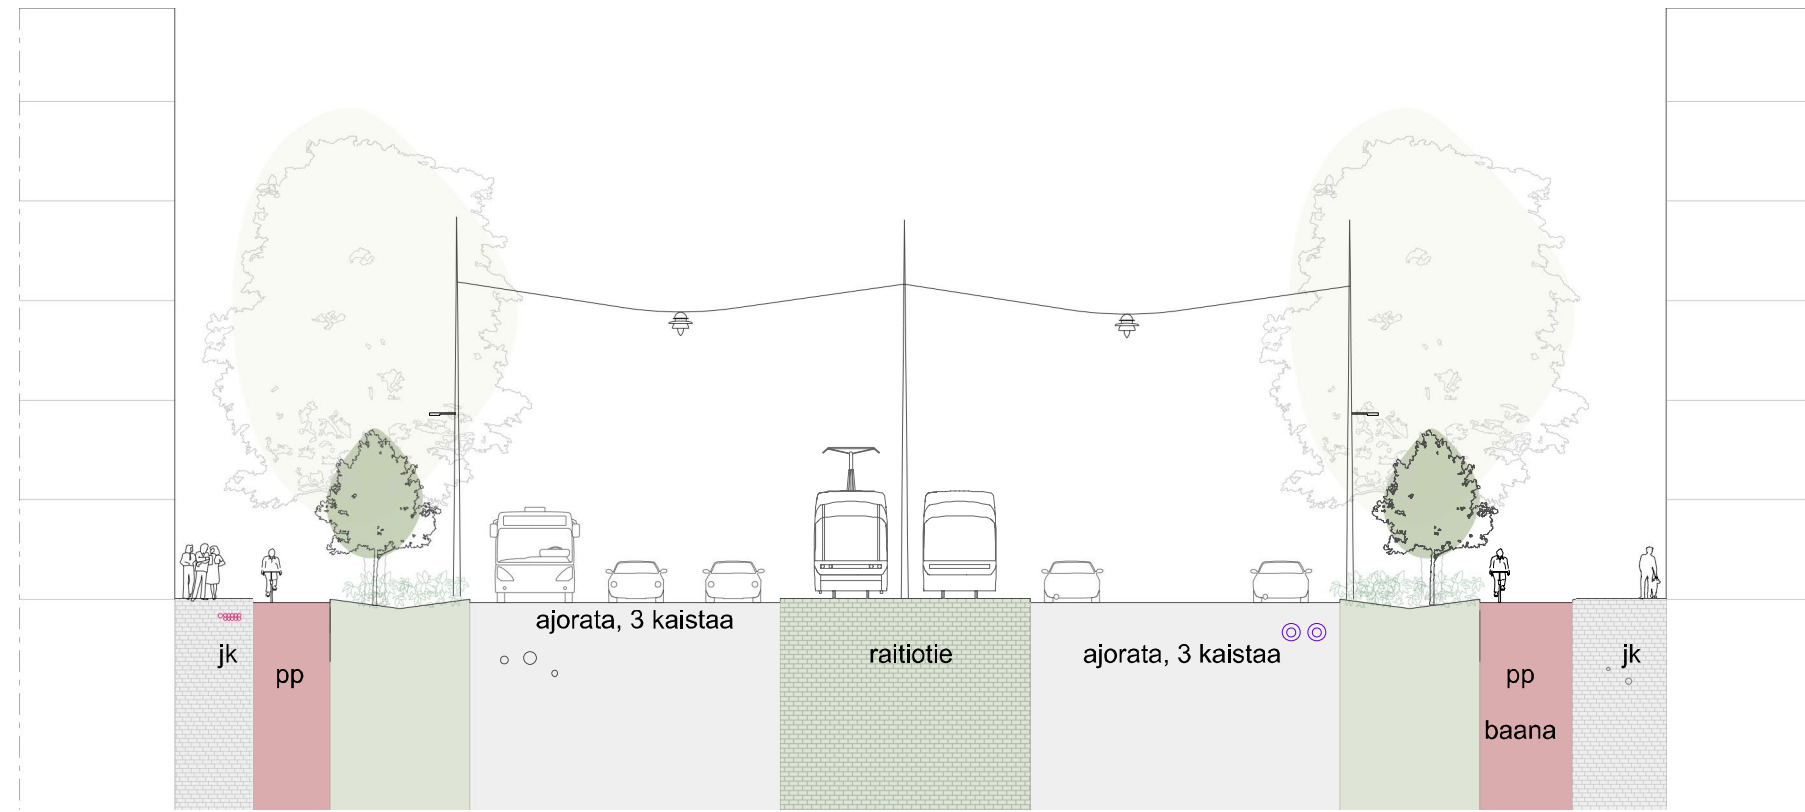 jk
pp
ajorata, 3 kaistaa
raitiotie
ajorata, 3 kaistaa
pp
baana
jk